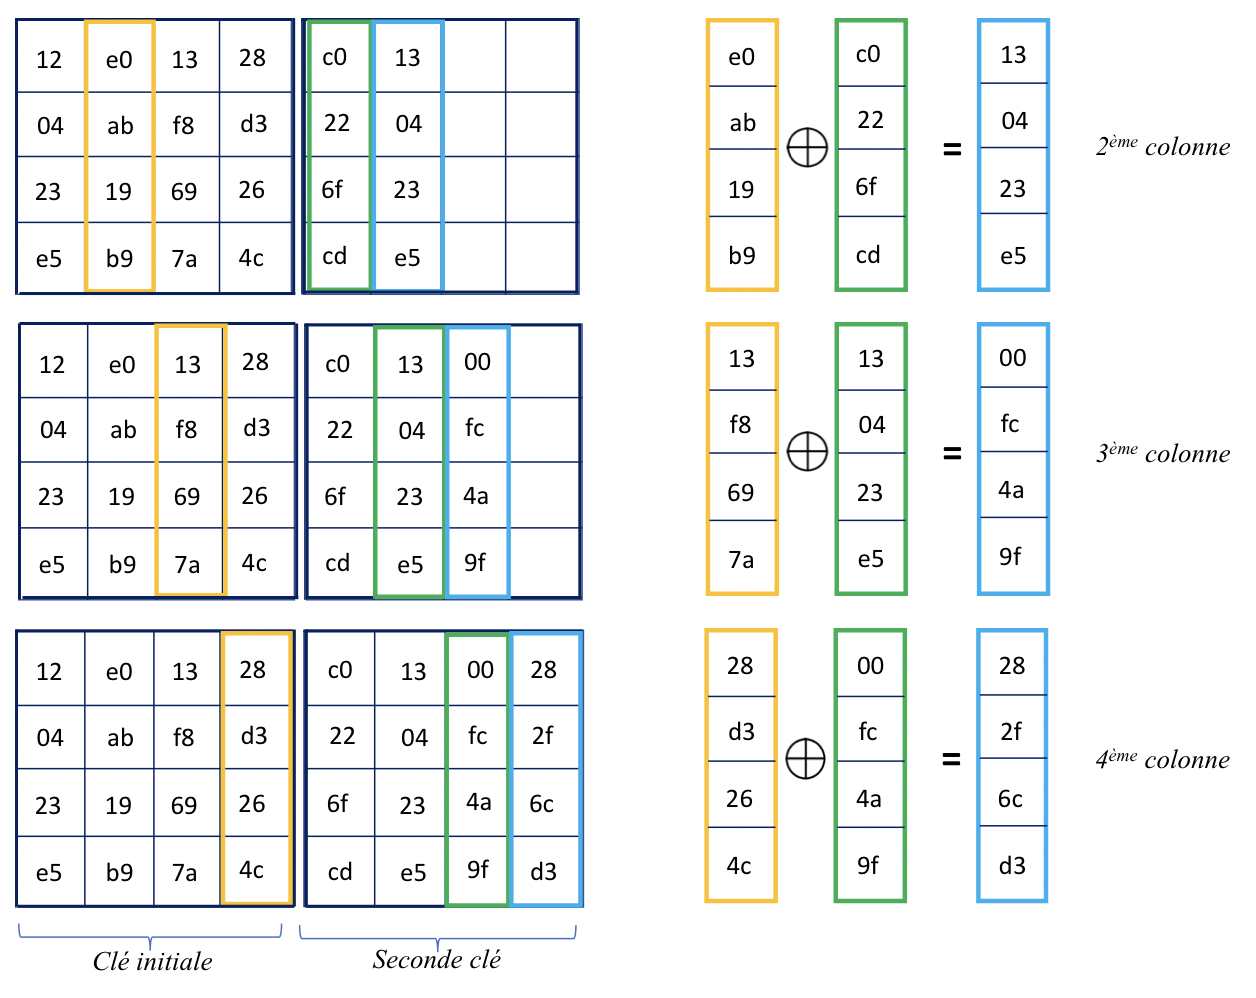 12 e0 13 28 c0 13 e0 c0 13
04 ab f8 d3 22 04 ab 22 04
⊕ = 2ème colonne
23 19 69 26 6f 23 19 6f 23
e5 b9 7a 4c cd e5 b9 cd e5
12 e0 13 28 c0 13 00 13 13 00
04 ab f8 d3 22 04 fc f8 04 fc
⊕ = 3ème colonne
23 19 69 26 6f 23 4a 69 23 4a
e5 b9 7a 4c cd e5 9f 7a e5 9f
12 e0 13 28 c0 13 00 28 28 00 28
04 ab f8 d3 22 04 fc 2f d3 fc 2f
⊕ = 4ème colonne
23 19 69 26 6f 23 4a 6c 26 4a 6c
e5 b9 7a 4c cd e5 9f d3 4c 9f d3
Clé initiale Seconde clé